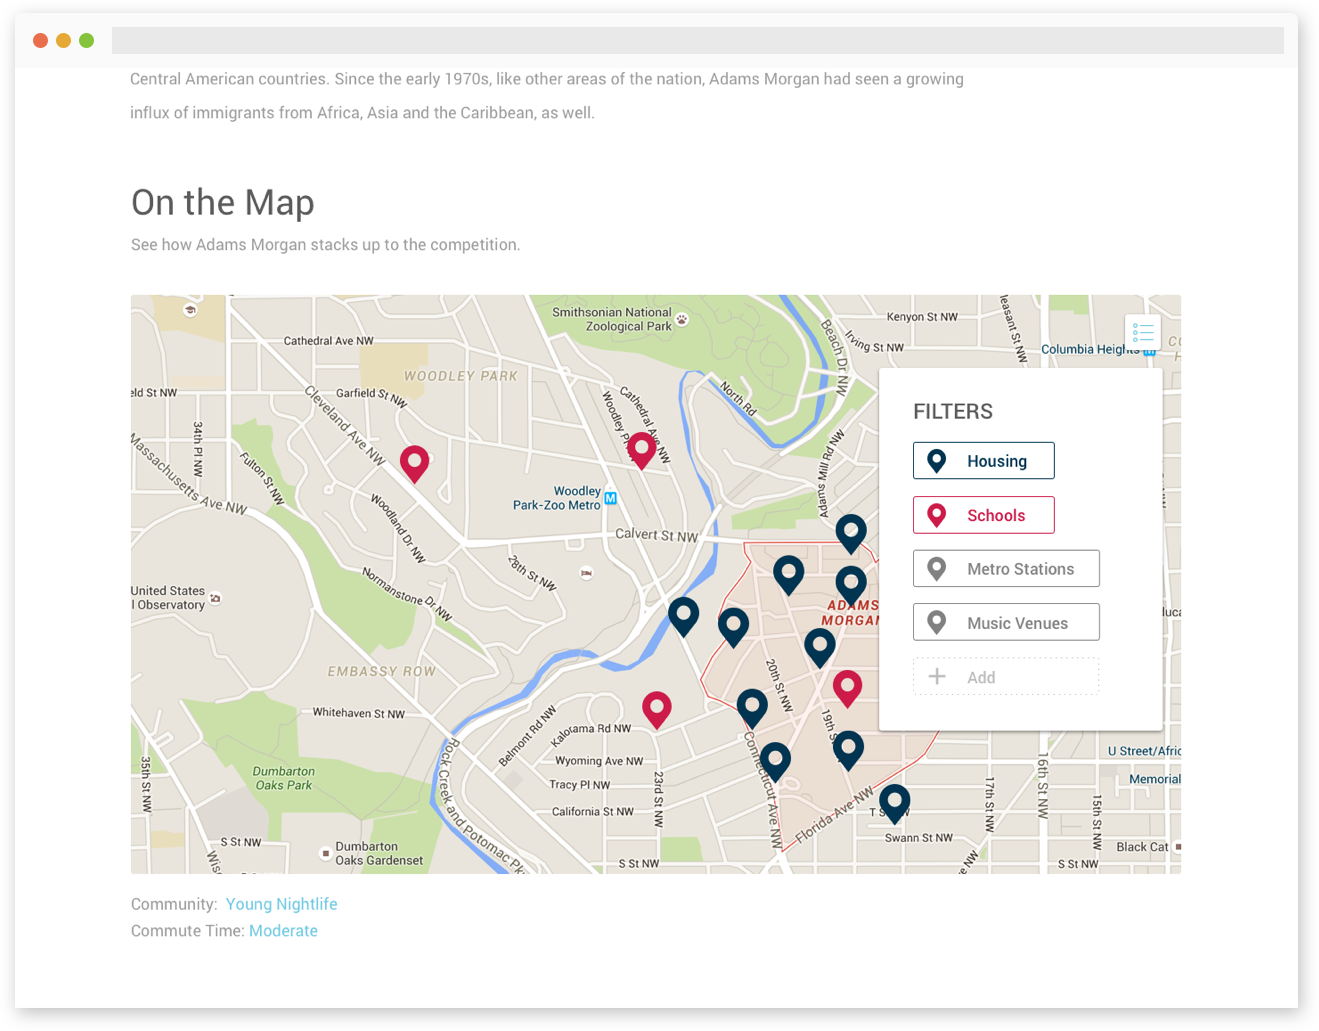 Central American countries. Since the early 1970s, like other areas of the nation, Adams Morgan had seen a growing
influx of immigrants from Africa, Asia and the Caribbean, as well.
On the Map
See how Adams Morgan stacks up to the competition.
Smithsonian National
Zoological Park
Kenyon St NW
Irving St NW
Beach Dr NW
Columbia Heights
Cathedral Ave NW
WOODLEY PARK
Garfield St NW
Cleveland Ave NW
eld St NW
34th Pl NW
Massachusetts Ave NW
Fulton St NW
North Rd
Cathedral Ave NW
Adams Mill Rd NW
Woodley
Park-Zoo Metro
M
Calvert St NW
Woodland Dr NW
28th St NW
Normanstone Dr NW
United States
l Observatory
EMBASSY ROW
Whitehaven St NW
ADAMS
MORGAN
20th St NW
Belmont Rd NW
Kalorama Rd NW
Wyoming Ave NW
Tracy Pl NW
California St NW
23rd St NW
Connecticut Ave NW
Florida Ave NW
Swann St NW
17th St NW
16th St NW
15th St NW
U Street/Afric
Memorial
Black Cat
S St NW
S St NW
S St NW
35th St NW
Dumbarton
Oaks Park
Dumbarton
Oaks Gardenset
Rock Creek and Potomac Pk
FILTERS
Housing
Schools
Metro Stations
Music Venues
Add
Community: Young Nightlife
Commute Time: Moderate